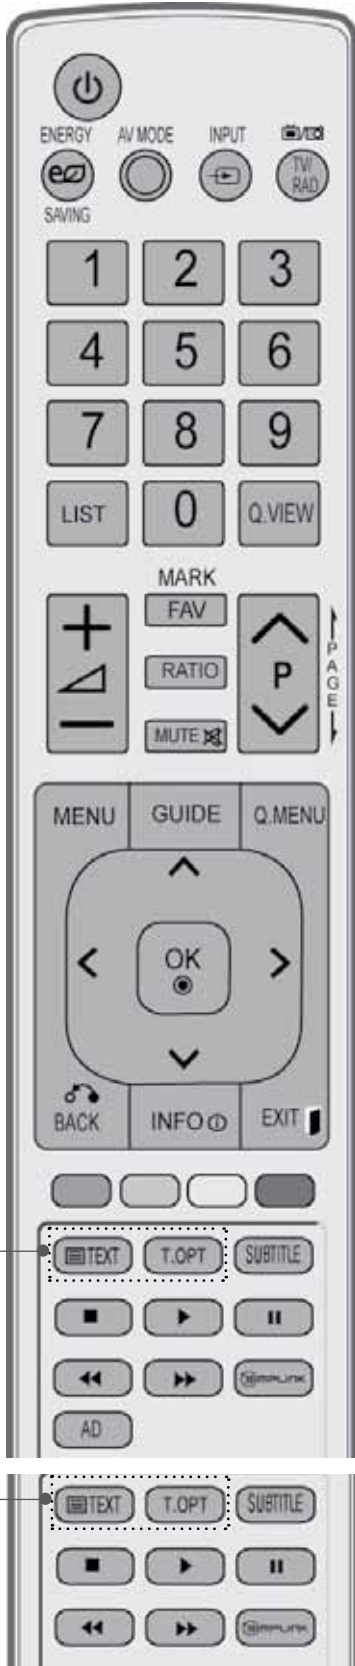 ENERGY AV MODE INPUT
TV/
RAD
SAVING
1 2 3
4 5 6
7 8 9
LIST 0 Q.VIEW
MARK
FAV
RATIO
P
PAGE
MUTE
MENU GUIDE Q.MENU
OK
BACK INFO i EXIT
TEXT T.OPT SUBTITLE
SIMPLINK
AD
TEXT T.OPT SUBTITLE
SIMPLINK